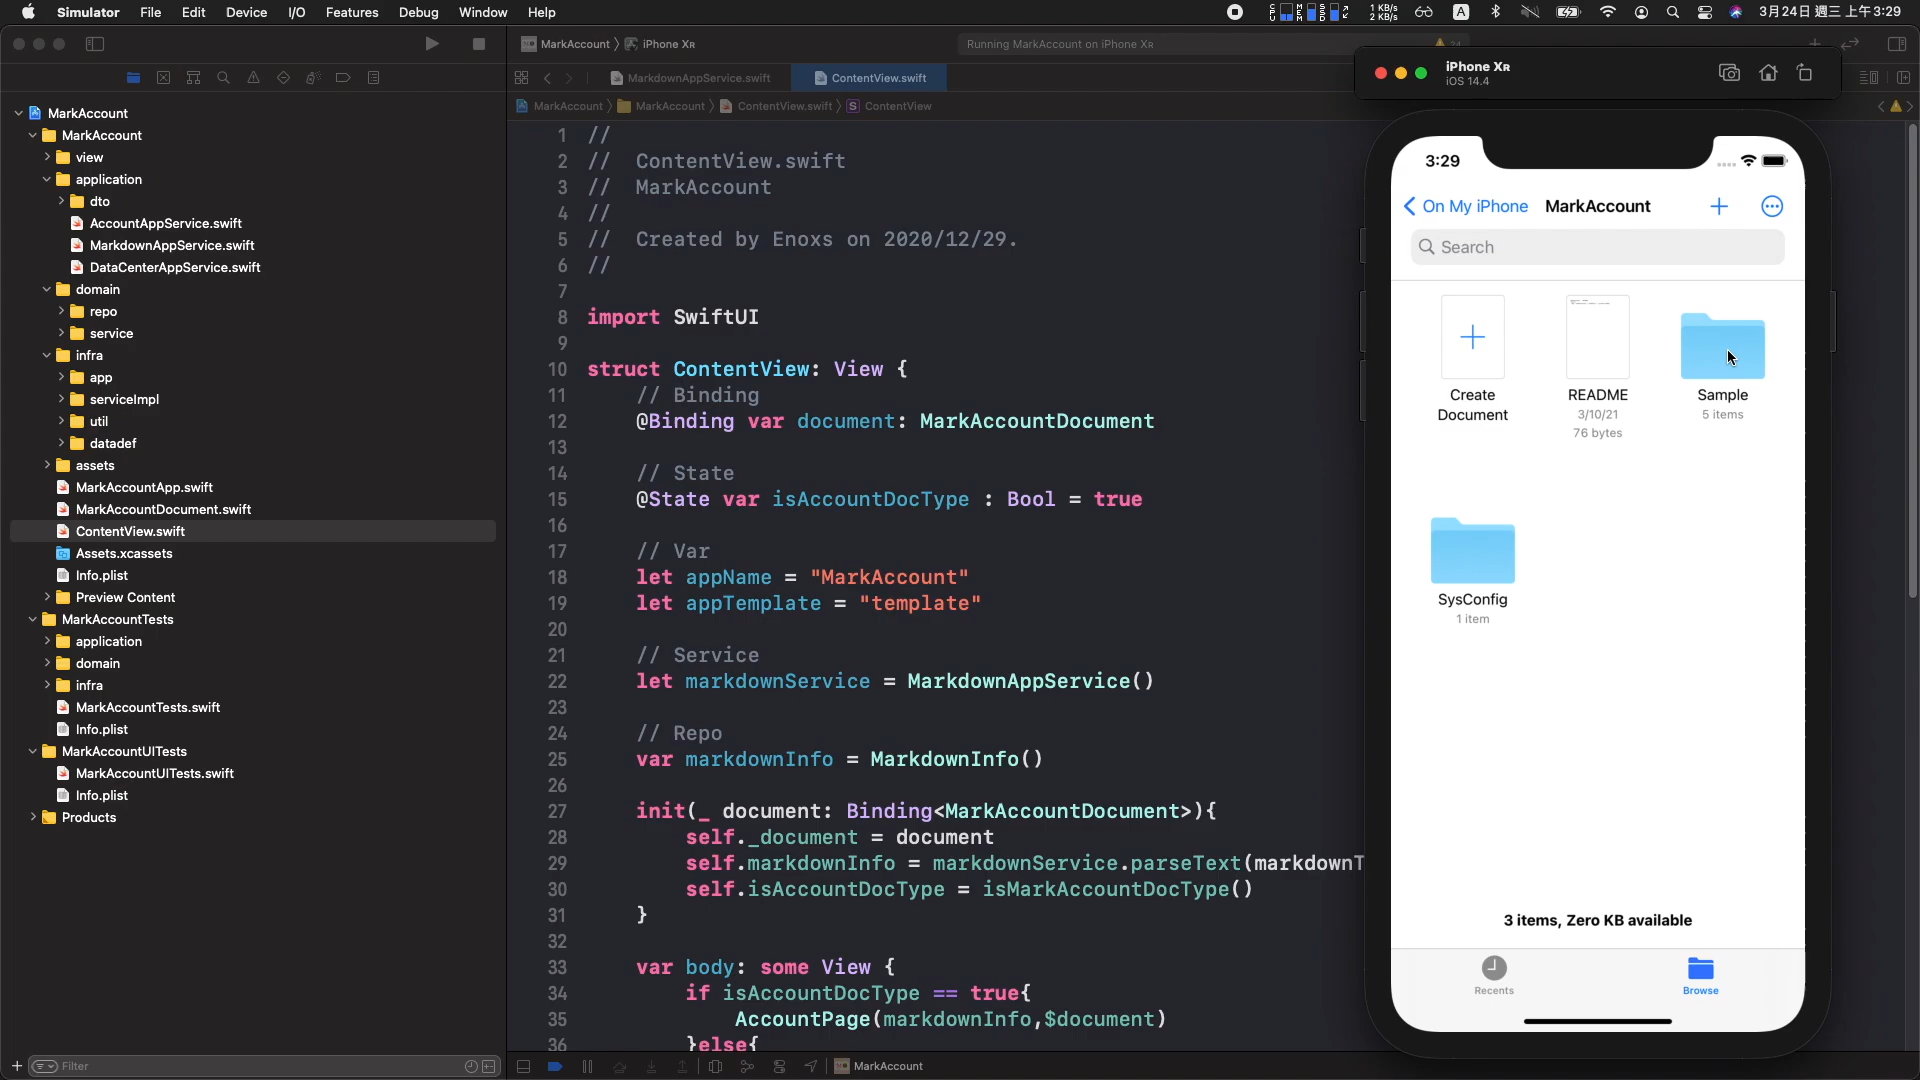 Simulator File Edit View Device I/O Features Debug Window Help
CPU MEM SSD 1 KB/s 2 KB/s A 3月24日 週三 上午3:29
MarkAccount 〉 iPhone Xʀ
Running MarkAccount on iPhone Xʀ
24
MarkdownAppService.swift
ContentView.swift
MarkAccount 〉 MarkAccount 〉 ContentView.swift 〉 S ContentView
MarkAccount
MarkAccount
view
application
dto
AccountAppService.swift
MarkdownAppService.swift
DataCenterAppService.swift
domain
repo
service
infra
app
serviceImpl
util
datadef
assets
MarkAccountApp.swift
MarkAccountDocument.swift
ContentView.swift
Assets.xcassets
Info.plist
Preview Content
MarkAccountTests
application
domain
infra
MarkAccountTests.swift
Info.plist
MarkAccountUITests
MarkAccountUITests.swift
Info.plist
Products
Filter
1 //
2 // ContentView.swift
3 // MarkAccount
4 //
5 // Created by Enoxs on 2020/12/29.
6 //
7
8 import SwiftUI
9
10 struct ContentView: View {
11 // Binding
12 @Binding var document: MarkAccountDocument
13
14 // State
15 @State var isAccountDocType : Bool = true
16
17 // Var
18 let appName = "MarkAccount"
19 let appTemplate = "template"
20
21 // Service
22 let markdownService = MarkdownAppService()
23
24 // Repo
25 var markdownInfo = MarkdownInfo()
26
27 init(_ document: Binding<MarkAccountDocument>){
28 self._document = document
29 self.markdownInfo = markdownService.parseText(markdownT
30 self.isAccountDocType = isMarkAccountDocType()
31 }
32
33 var body: some View {
34 if isAccountDocType == true{
35 AccountPage(markdownInfo,$document)
36 }else{
MarkAccount
iPhone Xʀ
iOS 14.4
3:29
On My iPhone MarkAccount
Search
Create
Document
README
3/10/21
76 bytes
Sample
5 items
SysConfig
1 item
3 items, Zero KB available
Recents
Browse